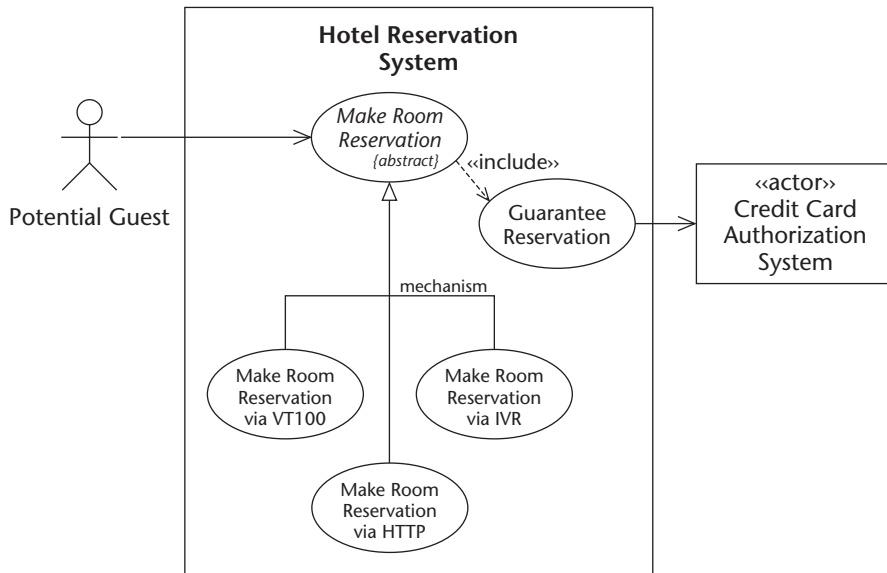 Hotel Reservation
System
Make Room
Reservation
{abstract}
‹‹include››
Potential Guest
Guarantee
Reservation
‹‹actor››
Credit Card
Authorization
System
mechanism
Make Room
Reservation
via VT100
Make Room
Reservation
via IVR
Make Room
Reservation
via HTTP